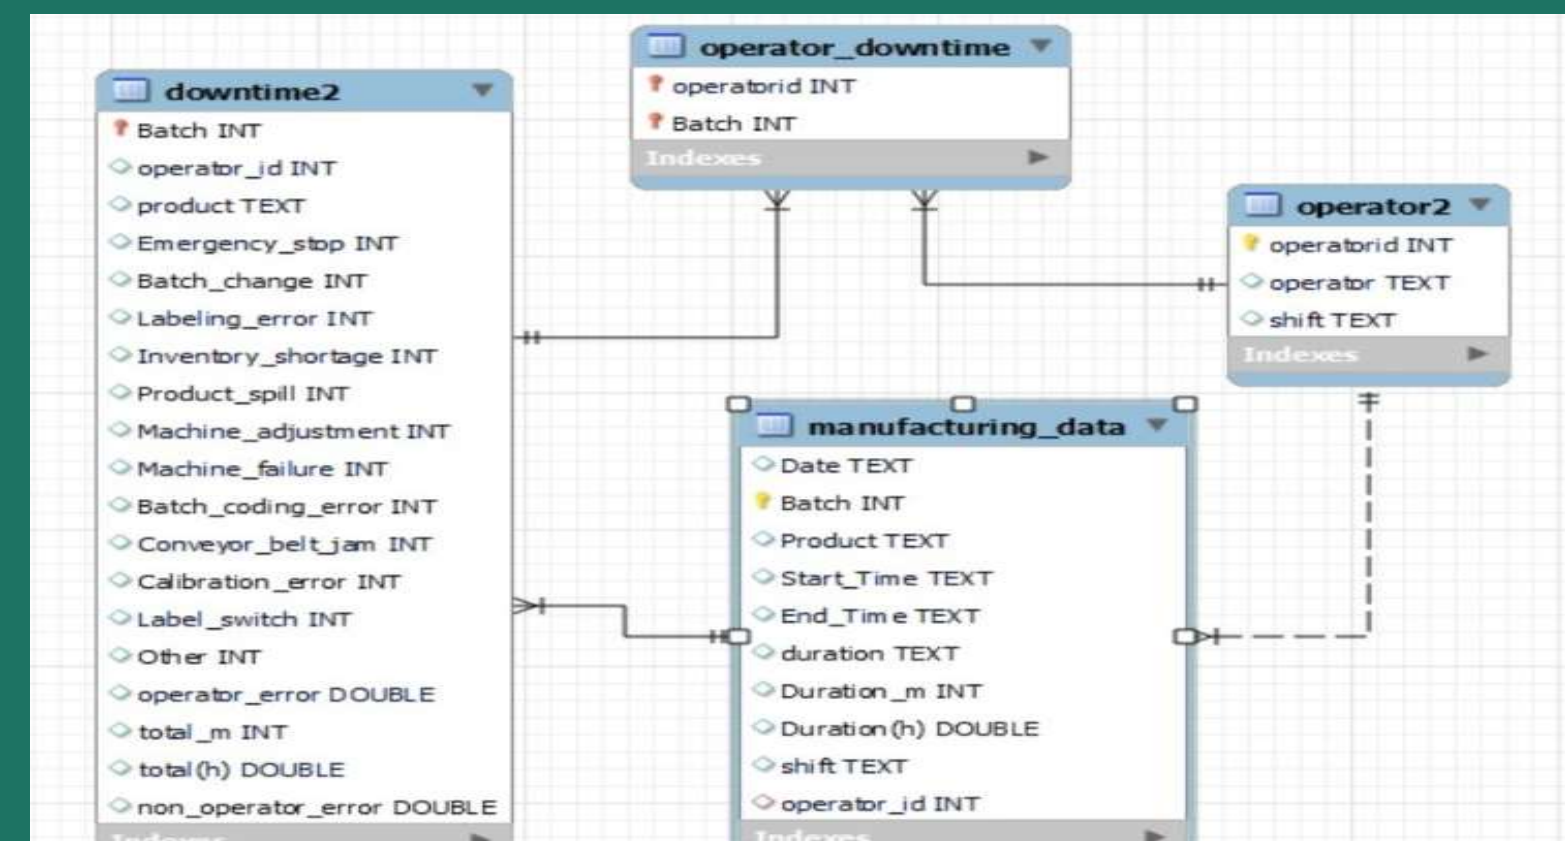 operator_downtime
operatorid INT
Batch INT
Indexes
downtime2
Batch INT
operator_id INT
product TEXT
Emergency_stop INT
Batch_change INT
Labeling_error INT
Inventory_shortage INT
Product_spill INT
Machine_adjustment INT
Machine_failure INT
Batch_coding_error INT
Conveyor_belt_jam INT
Calibration_error INT
Label_switch INT
Other INT
operator_error DOUBLE
total_m INT
total(h) DOUBLE
non_operator_error DOUBLE
Indexes
operator2
operatorid INT
operator TEXT
shift TEXT
Indexes
manufacturing_data
Date TEXT
Batch INT
Product TEXT
Start_Time TEXT
End_Time TEXT
duration TEXT
Duration_m INT
Duration(h) DOUBLE
shift TEXT
operator_id INT
Indexes